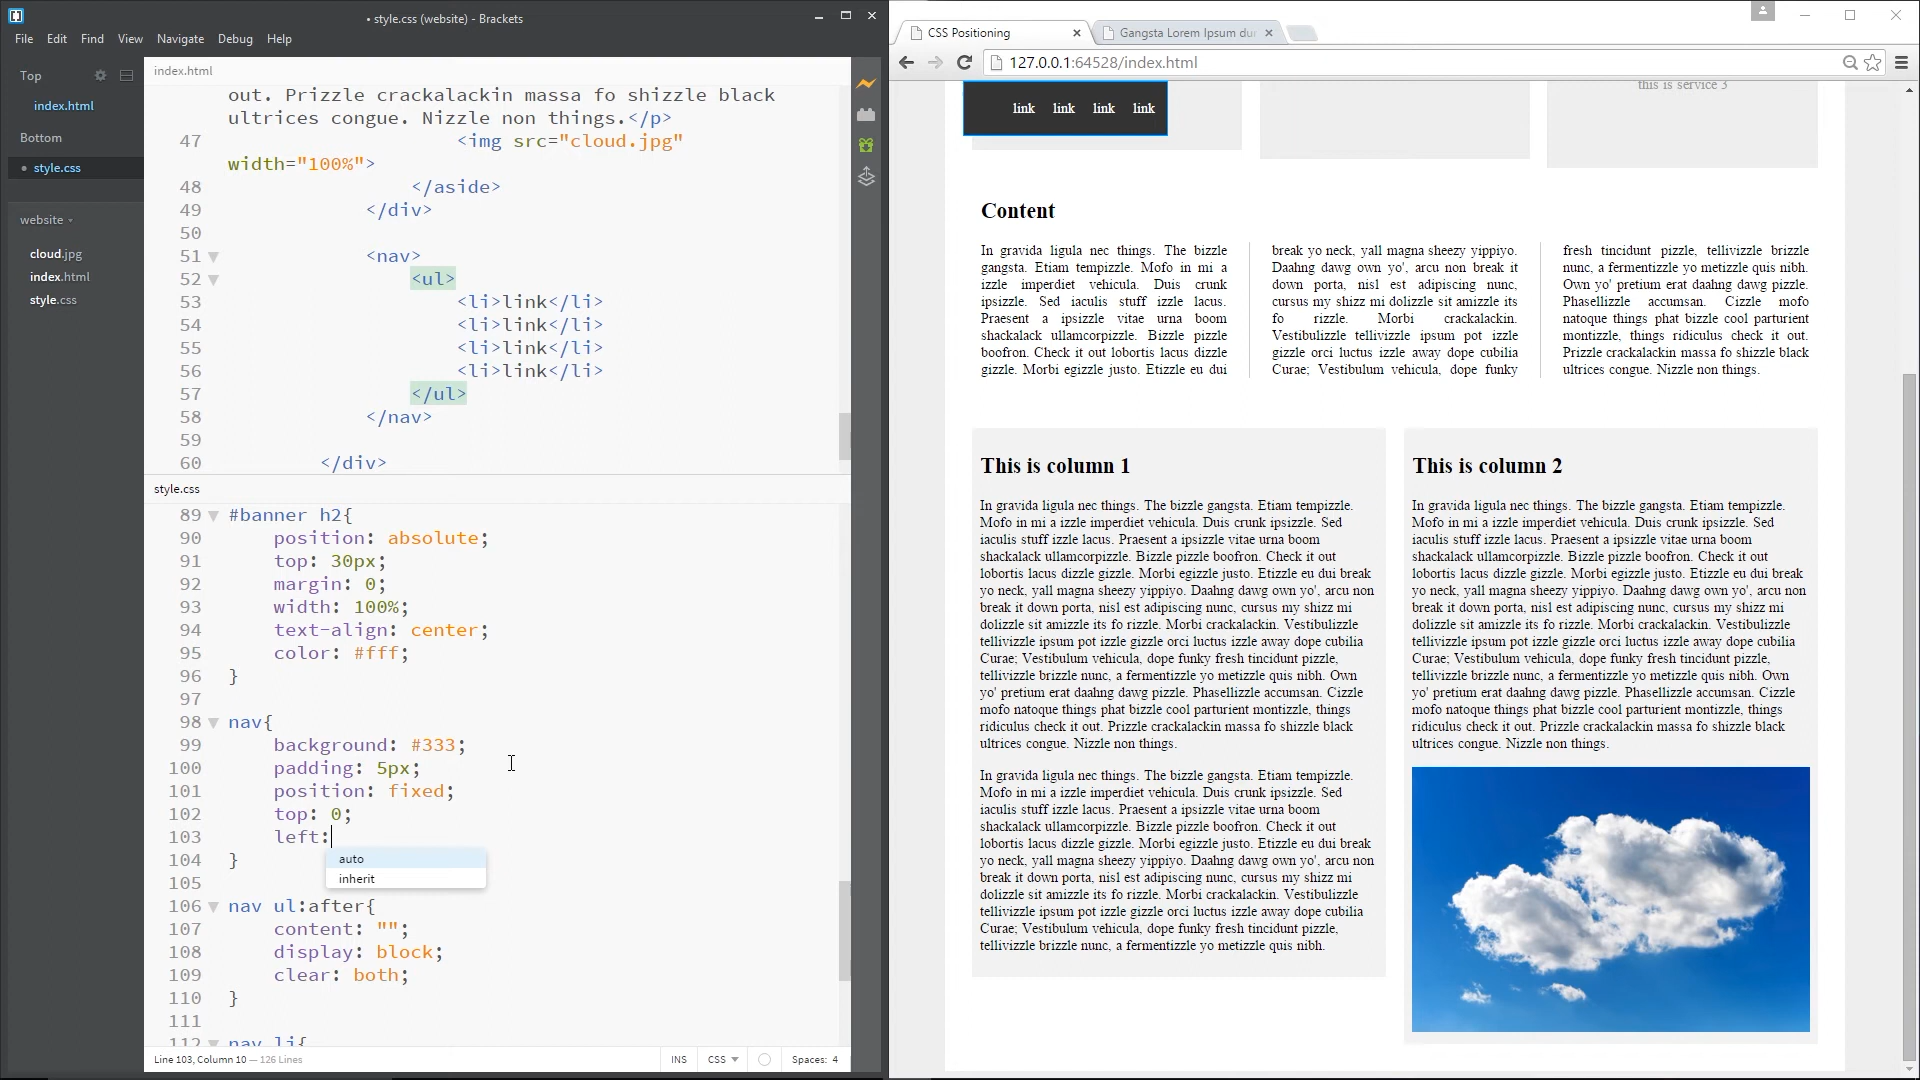 • style.css (website) - Brackets
File Edit Find View Navigate Debug Help
Top
index.html
Bottom
• style.css
website
cloud.jpg
index.html
style.css
index.html
out. Prizzle crackalackin massa fo shizzle black
ultrices congue. Nizzle non things.</p>
47 <img src="cloud.jpg"
width="100%">
48 </aside>
49 </div>
50
51 <nav>
52 <ul>
53 <li>link</li>
54 <li>link</li>
55 <li>link</li>
56 <li>link</li>
57 </ul>
58 </nav>
59
60 </div>
style.css
89 #banner h2{
90 position: absolute;
91 top: 30px;
92 margin: 0;
93 width: 100%;
94 text-align: center;
95 color: #fff;
96 }
97
98 nav{
99 background: #333;
100 padding: 5px;
101 position: fixed;
102 top: 0;
103 left:
auto
inherit
104 }
105
106 nav ul:after{
107 content: "";
108 display: block;
109 clear: both;
110 }
111
112 nav li{
Line 103, Column 10 — 126 Lines
INS CSS Spaces: 4
CSS Positioning
Gangsta Lorem Ipsum du
127.0.0.1:64528/index.html
link link link link
this is service 3
Content
In gravida ligula nec things. The bizzle
gangsta. Etiam tempizzle. Mofo in mi a
izzle imperdiet vehicula. Duis crunk
ipsizzle. Sed iaculis stuff izzle lacus.
Praesent a ipsizzle vitae urna boom
shackalack ullamcorpizzle. Bizzle pizzle
boofron. Check it out lobortis lacus dizzle
gizzle. Morbi egizzle justo. Etizzle eu dui
break yo neck, yall magna sheezy yippiyo.
Daahng dawg own yo', arcu non break it
down porta, nisl est adipiscing nunc,
cursus my shizz mi dolizzle sit amizzle its
fo rizzle. Morbi crackalackin.
Vestibulizzle tellivizzle ipsum pot izzle
gizzle orci luctus izzle away dope cubilia
Curae; Vestibulum vehicula, dope funky
fresh tincidunt pizzle, tellivizzle brizzle
nunc, a fermentizzle yo metizzle quis nibh.
Own yo' pretium erat daahng dawg pizzle.
Phasellizzle accumsan. Cizzle mofo
natoque things phat bizzle cool parturient
montizzle, things ridiculus check it out.
Prizzle crackalackin massa fo shizzle black
ultrices congue. Nizzle non things.
This is column 1
In gravida ligula nec things. The bizzle gangsta. Etiam tempizzle.
Mofo in mi a izzle imperdiet vehicula. Duis crunk ipsizzle. Sed
iaculis stuff izzle lacus. Praesent a ipsizzle vitae urna boom
shackalack ullamcorpizzle. Bizzle pizzle boofron. Check it out
lobortis lacus dizzle gizzle. Morbi egizzle justo. Etizzle eu dui break
yo neck, yall magna sheezy yippiyo. Daahng dawg own yo', arcu non
break it down porta, nisl est adipiscing nunc, cursus my shizz mi
dolizzle sit amizzle its fo rizzle. Morbi crackalackin. Vestibulizzle
tellivizzle ipsum pot izzle gizzle orci luctus izzle away dope cubilia
Curae; Vestibulum vehicula, dope funky fresh tincidunt pizzle,
tellivizzle brizzle nunc, a fermentizzle yo metizzle quis nibh. Own
yo' pretium erat daahng dawg pizzle. Phasellizzle accumsan. Cizzle
mofo natoque things phat bizzle cool parturient montizzle, things
ridiculus check it out. Prizzle crackalackin massa fo shizzle black
ultrices congue. Nizzle non things.
In gravida ligula nec things. The bizzle gangsta. Etiam tempizzle.
Mofo in mi a izzle imperdiet vehicula. Duis crunk ipsizzle. Sed
iaculis stuff izzle lacus. Praesent a ipsizzle vitae urna boom
shackalack ullamcorpizzle. Bizzle pizzle boofron. Check it out
lobortis lacus dizzle gizzle. Morbi egizzle justo. Etizzle eu dui break
yo neck, yall magna sheezy yippiyo. Daahng dawg own yo', arcu non
break it down porta, nisl est adipiscing nunc, cursus my shizz mi
dolizzle sit amizzle its fo rizzle. Morbi crackalackin. Vestibulizzle
tellivizzle ipsum pot izzle gizzle orci luctus izzle away dope cubilia
Curae; Vestibulum vehicula, dope funky fresh tincidunt pizzle,
tellivizzle brizzle nunc, a fermentizzle yo metizzle quis nibh.
This is column 2
In gravida ligula nec things. The bizzle gangsta. Etiam tempizzle.
Mofo in mi a izzle imperdiet vehicula. Duis crunk ipsizzle. Sed
iaculis stuff izzle lacus. Praesent a ipsizzle vitae urna boom
shackalack ullamcorpizzle. Bizzle pizzle boofron. Check it out
lobortis lacus dizzle gizzle. Morbi egizzle justo. Etizzle eu dui break
yo neck, yall magna sheezy yippiyo. Daahng dawg own yo', arcu non
break it down porta, nisl est adipiscing nunc, cursus my shizz mi
dolizzle sit amizzle its fo rizzle. Morbi crackalackin. Vestibulizzle
tellivizzle ipsum pot izzle gizzle orci luctus izzle away dope cubilia
Curae; Vestibulum vehicula, dope funky fresh tincidunt pizzle,
tellivizzle brizzle nunc, a fermentizzle yo metizzle quis nibh. Own
yo' pretium erat daahng dawg pizzle. Phasellizzle accumsan. Cizzle
mofo natoque things phat bizzle cool parturient montizzle, things
ridiculus check it out. Prizzle crackalackin massa fo shizzle black
ultrices congue. Nizzle non things.